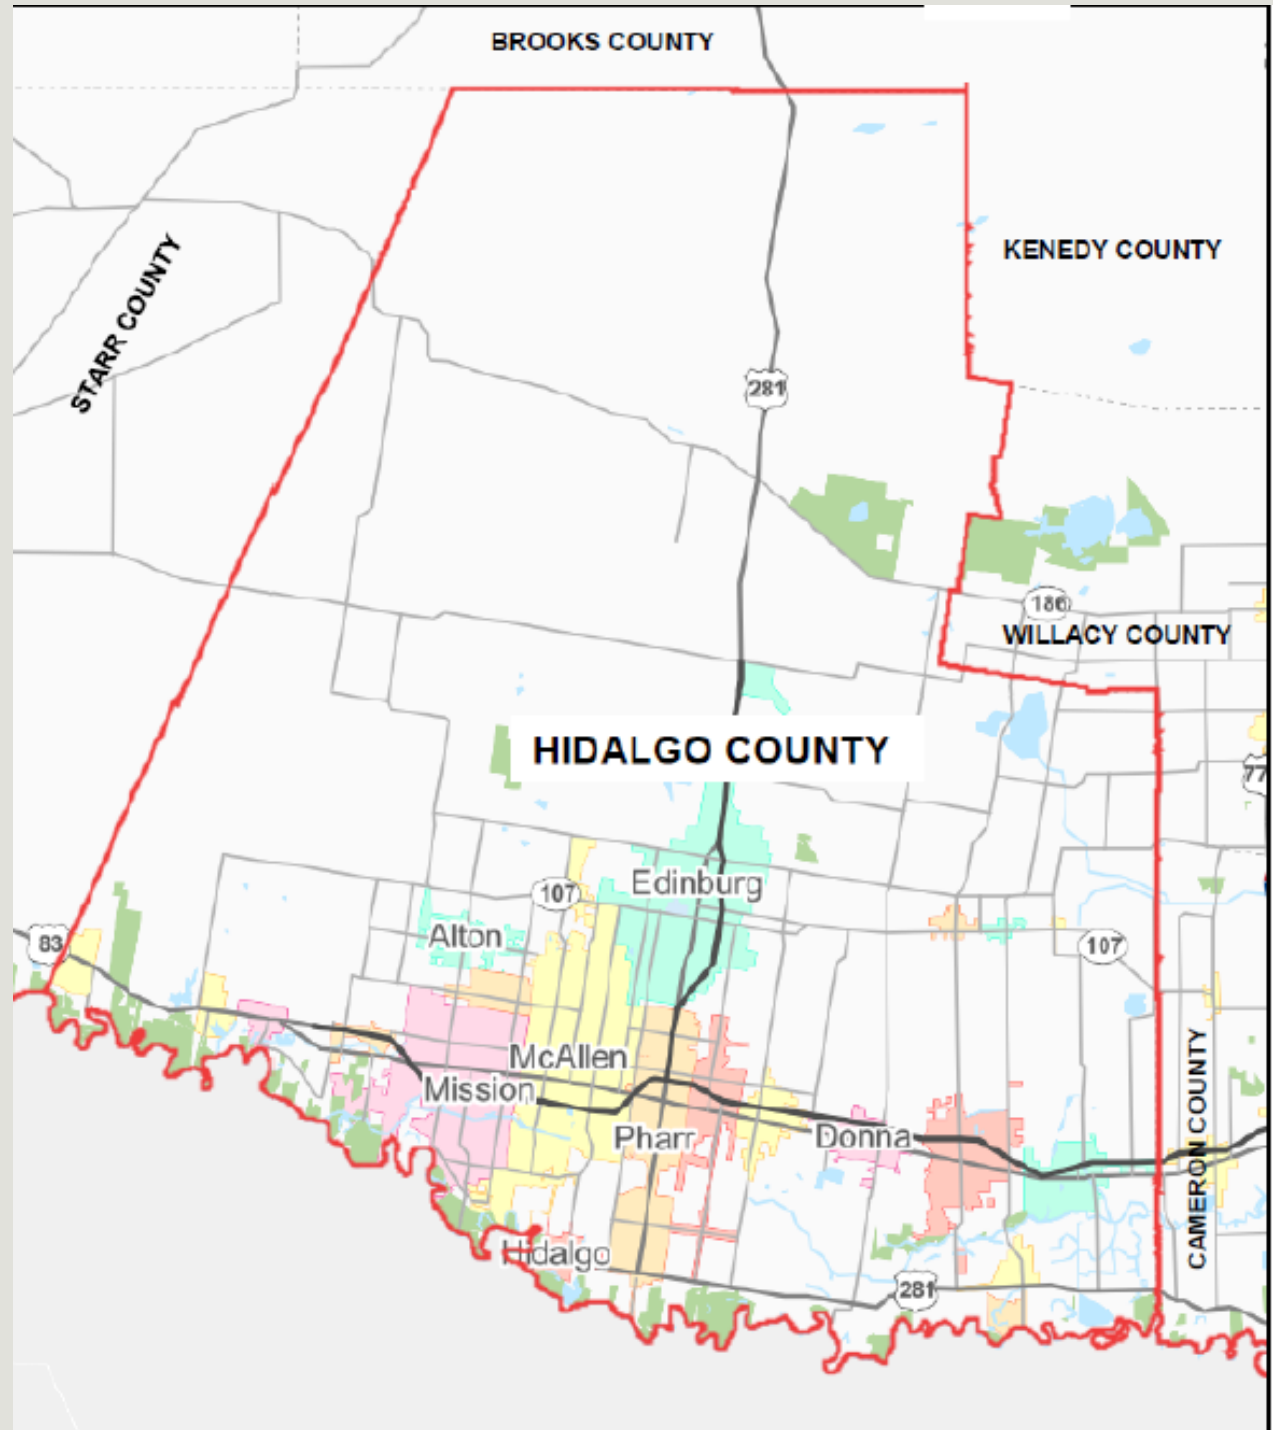 BROOKS COUNTY
KENEDY COUNTY
STARR COUNTY
281
186
WILLACY COUNTY
HIDALGO COUNTY
77
Edinburg
107
Alton
83
107
McAllen
Mission
CAMERON COUNTY
Pharr
Donna
Hidalgo
281